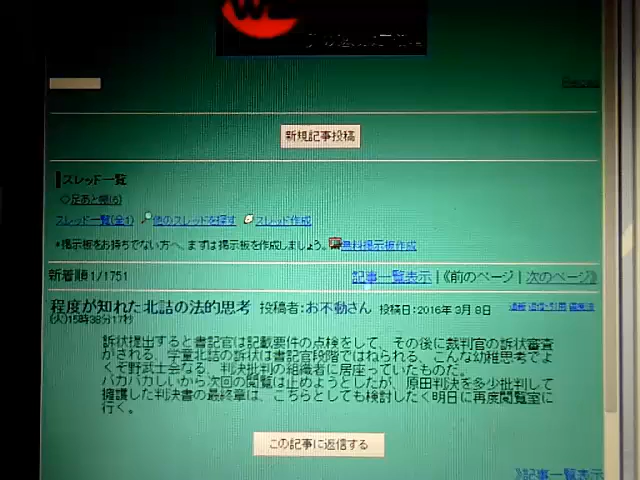 新規記事投稿
スレッド一覧
◇足あと帳(6)
スレッド一覧(全1) 他のスレッドを探す スレッド作成
*掲示板をお持ちでない方へ、まずは掲示板を作成しましょう。無料掲示板作成
新着順1/1751 記事一覧表示 | 《前のページ | 次のページ》
程度が知れた北詰の法的思考 投稿者:お不動さん 投稿日:2016年 3月 8日
(火)15時38分17秒
訴状提出すると書記官は記載要件の点検をして、その後に裁判官の訴状審査
がされる、学童北詰の訴状は書記官段階ではねられる、こんな幼稚思考でよ
くぞ野武士会なる、判決批判の組織者に居座っていたものだ。
バカバカしいから次回の閲覧は止めようとしたが、原田判決を多少批判して
擁護した判決書の最終章は、こちらとしても検討したく明日に再度閲覧室に
行く。
この記事に返信する
》記事一覧表示